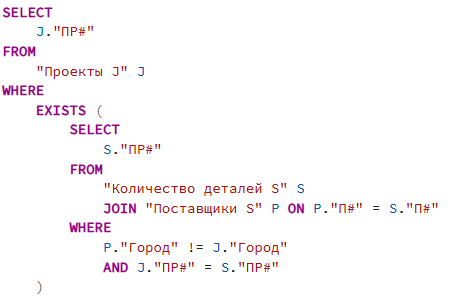 SELECT
J."ПР#"
FROM
"Проекты J" J
WHERE
EXISTS (
SELECT
S."ПР#"
FROM
"Количество деталей S" S
JOIN "Поставщики S" P ON P."П#" = S."П#"
WHERE
P."Город" != J."Город"
AND J."ПР#" = S."ПР#"
)